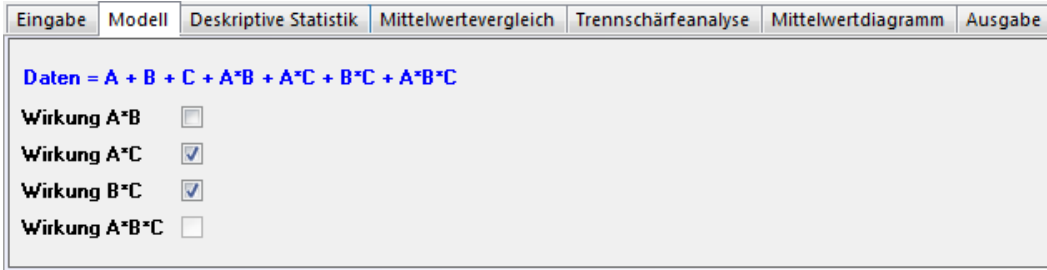 Eingabe Modell Deskriptive Statistik Mittelwertevergleich Trennschärfeanalyse Mittelwertdiagramm Ausgabe
Daten = A + B + C + A*B + A*C + B*C + A*B*C
Wirkung A*B
Wirkung A*C
Wirkung B*C
Wirkung A*B*C